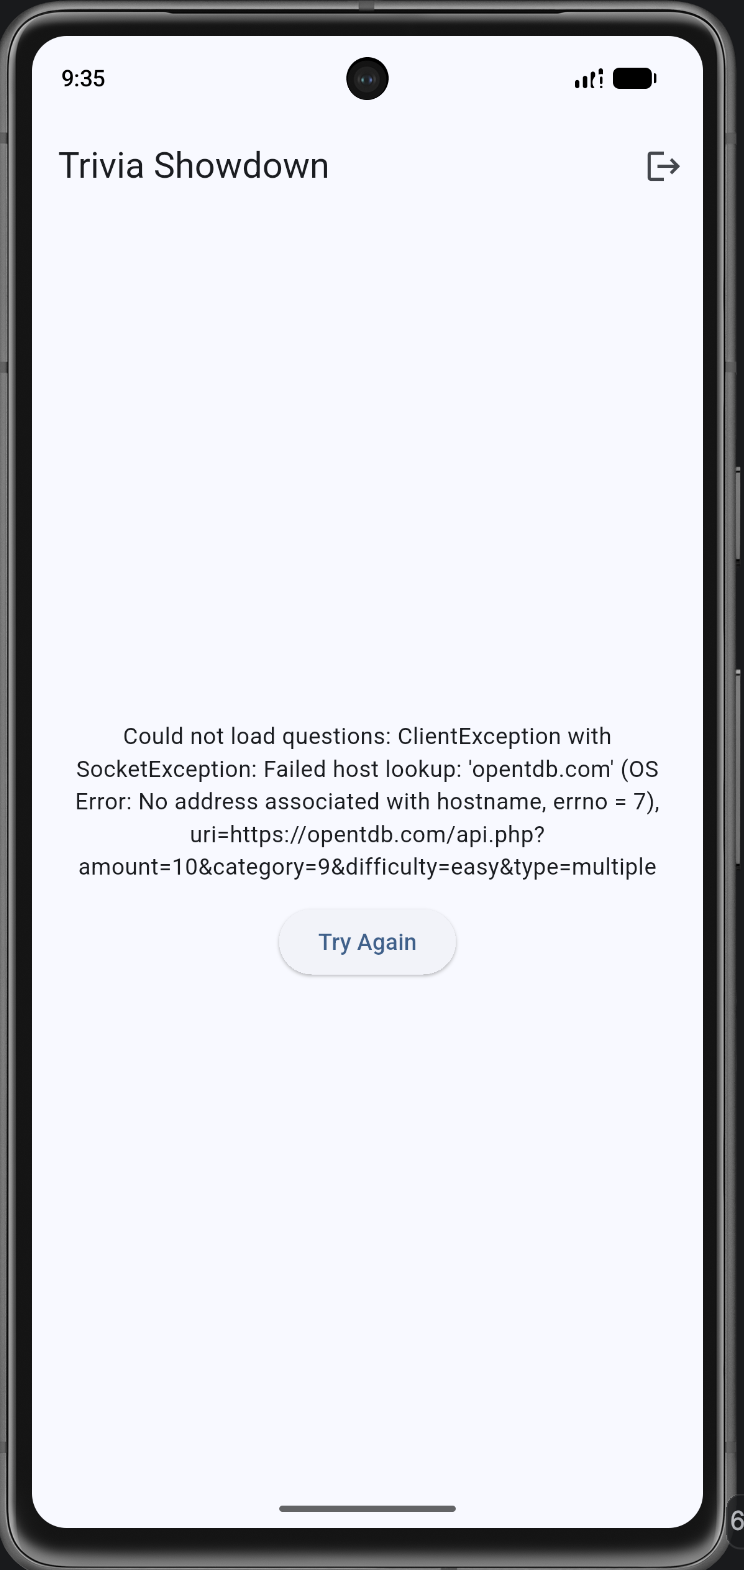 9:35
Trivia Showdown
Could not load questions: ClientException with
SocketException: Failed host lookup: 'opentdb.com' (OS
Error: No address associated with hostname, errno = 7),
uri=https://opentdb.com/api.php?
amount=10&category=9&difficulty=easy&type=multiple
Try Again
6